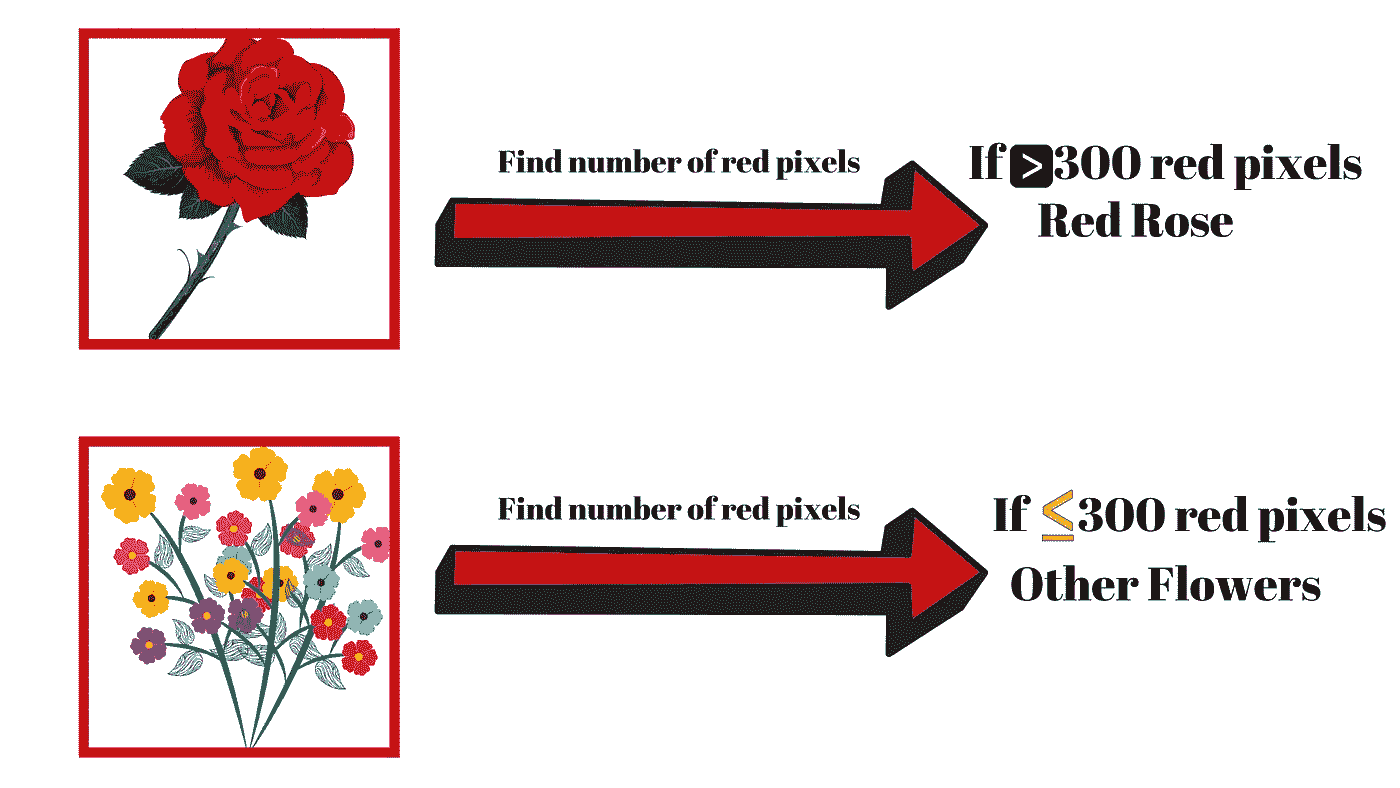 Find number of red pixels
If >300 red pixels
Red Rose
Find number of red pixels
If ≤300 red pixels
Other Flowers